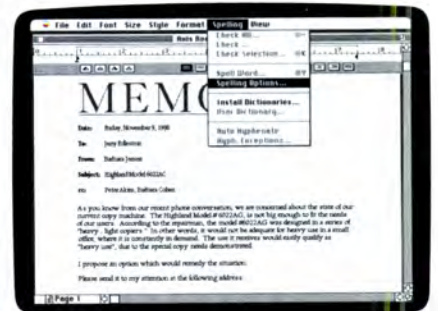 File Edit Font Size Style Format Spelling View
Check All...
Check ...
Check Selection...
Spell Word...
Spelling Options...
Install Dictionaries...
User Dictionary...
Auto Hyphenate
Hyph. Exceptions...
MEMO
Date: Friday, November 9, 1990
To: Jerry Edleston
From: Barbara Jensen
Subject: Highland Model 6022AG
cc: Peter Akins, Barbara Cohen
As you know from our recent phone conversation, we are concerned about the state of our
current copy machine. The Highland Model # 6022AG, is not big enough to fit the needs
of our users. According to the repairman, the model #6022AG was designed in a series of
"heavy - light copiers." In other words, it would not be adequate for heavy use in a small
office, where it is constantly in demand. The use it receives would easily qualify as
"heavy use", due to the special copy needs demonstrated.
I propose an option which would remedy the situation.
Please send it to my attention at the following address:
Page 1